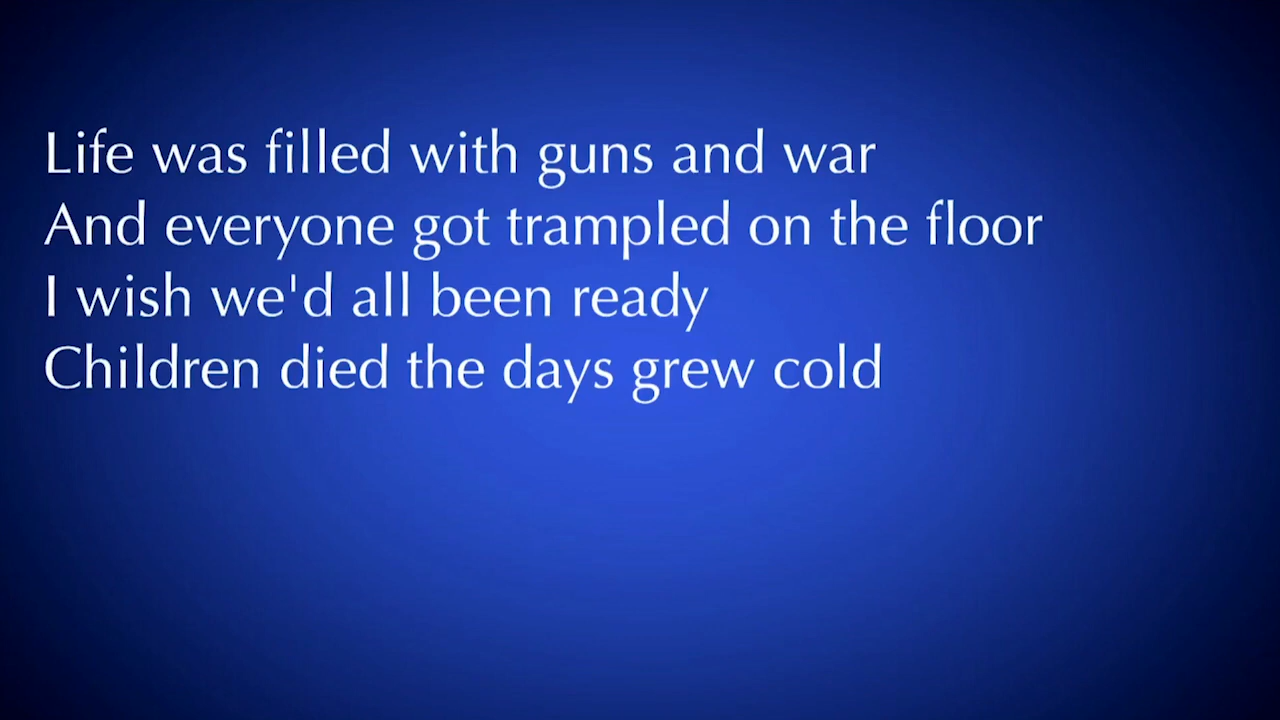 Life was filled with guns and war
And everyone got trampled on the floor
I wish we'd all been ready
Children died the days grew cold